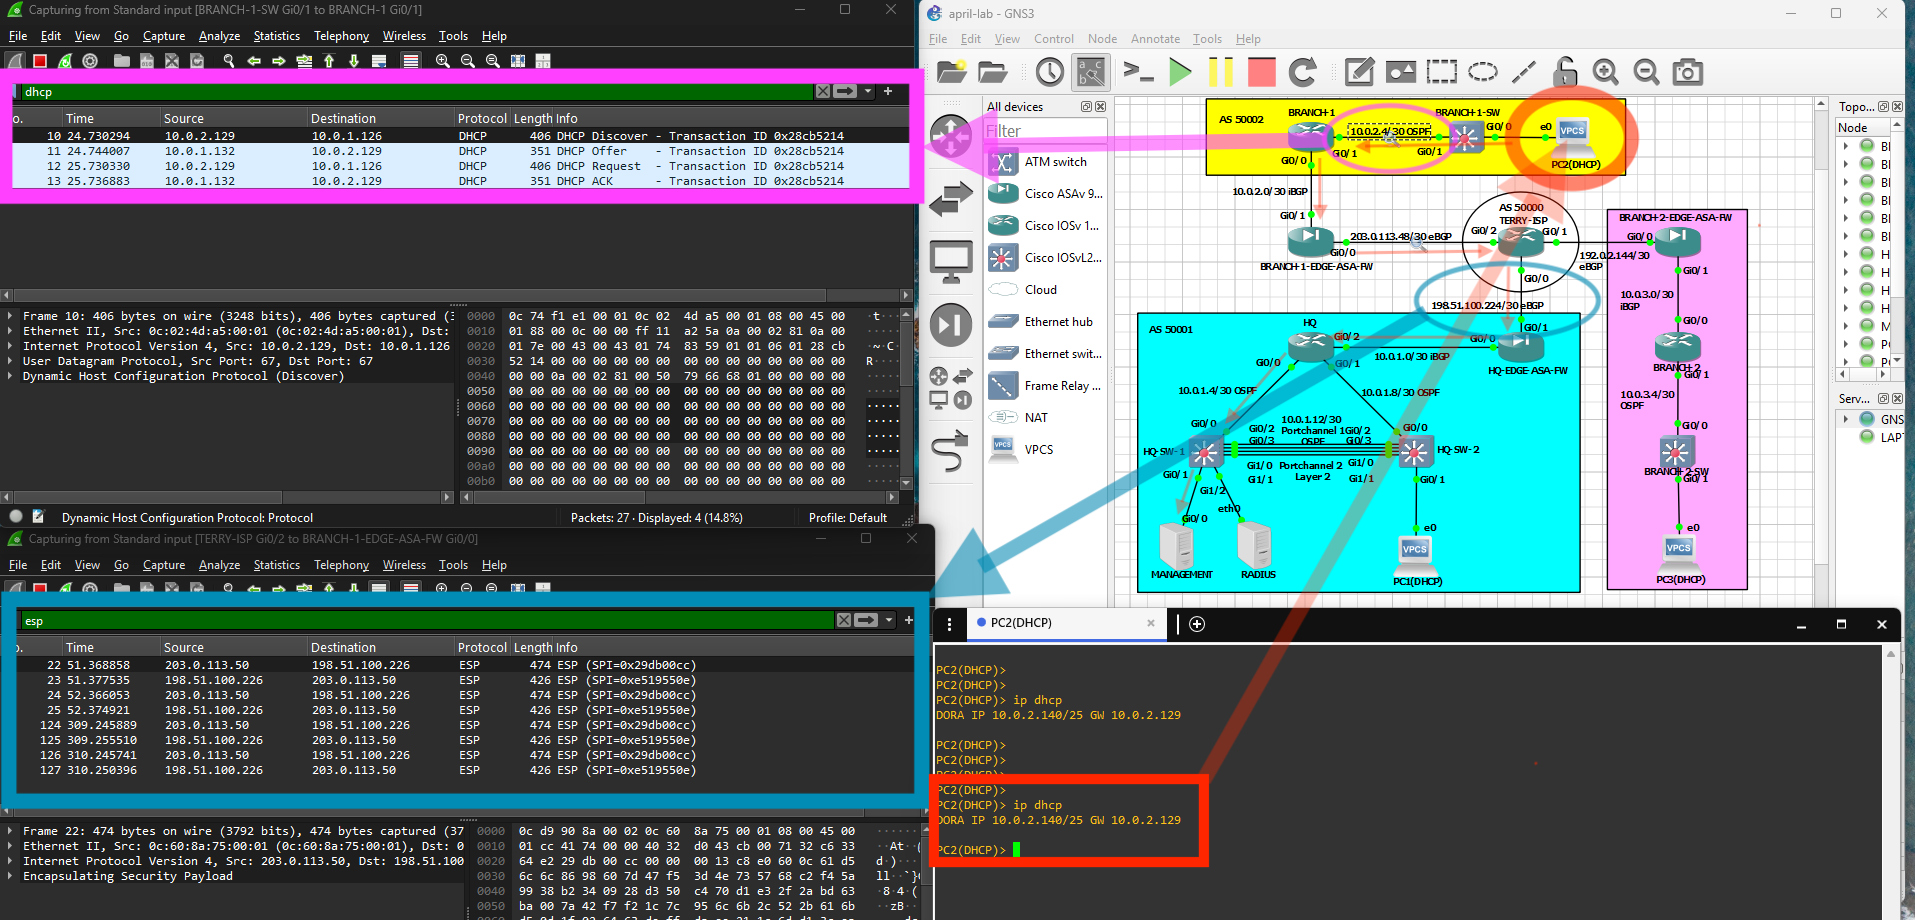 Capturing from Standard input [BRANCH-1-SW Gi0/1 to BRANCH-1 Gi0/1]
File Edit View Go Capture Analyze Statistics Telephony Wireless Tools Help
dhcp
Time Source Destination Protocol Length Info
10 24.730294 10.0.2.129 10.0.1.126 DHCP 406 DHCP Discover - Transaction ID 0x28cb5214
11 24.744007 10.0.1.132 10.0.2.129 DHCP 351 DHCP Offer - Transaction ID 0x28cb5214
12 25.730330 10.0.2.129 10.0.1.126 DHCP 406 DHCP Request - Transaction ID 0x28cb5214
13 25.736883 10.0.1.132 10.0.2.129 DHCP 351 DHCP ACK - Transaction ID 0x28cb5214
Frame 10: 406 bytes on wire (3248 bits), 406 bytes captured (3
Ethernet II, Src: 0c:02:4d:a5:00:01 (0c:02:4d:a5:00:01), Dst:
Internet Protocol Version 4, Src: 10.0.2.129, Dst: 10.0.1.126
User Datagram Protocol, Src Port: 67, Dst Port: 67
Dynamic Host Configuration Protocol (Discover)
0000 0c 74 f1 e1 00 01 0c 02 4d a5 00 01 08 00 45 00
0010 01 88 00 0c 00 00 ff 11 a2 5a 0a 00 02 81 0a 00
0020 01 7e 00 43 00 43 01 74 83 59 01 01 06 01 28 cb
0030 52 14 00 00 00 00 00 00 00 00 00 00 00 00 00 00
0040 00 00 0a 00 02 81 00 50 79 66 68 01 00 00 00 00
0050 00 00 00 00 00 00 00 00 00 00 00 00 00 00 00 00
0060 00 00 00 00 00 00 00 00 00 00 00 00 00 00 00 00
0070 00 00 00 00 00 00 00 00 00 00 00 00 00 00 00 00
0080 00 00 00 00 00 00 00 00 00 00 00 00 00 00 00 00
0090 00 00 00 00 00 00 00 00 00 00 00 00 00 00 00 00
00a0 00 00 00 00 00 00 00 00 00 00 00 00 00 00 00 00
00b0 00 00 00 00 00 00 00 00 00 00 00 00 00 00 00 00
Dynamic Host Configuration Protocol: Protocol Packets: 27 · Displayed: 4 (14.8%) Profile: Default
Capturing from Standard input [TERRY-ISP Gi0/2 to BRANCH-1-EDGE-ASA-FW Gi0/0]
File Edit View Go Capture Analyze Statistics Telephony Wireless Tools Help
esp
Time Source Destination Protocol Length Info
22 51.368858 203.0.113.50 198.51.100.226 ESP 474 ESP (SPI=0x29db00cc)
23 51.377535 198.51.100.226 203.0.113.50 ESP 426 ESP (SPI=0xe519550e)
24 52.366053 203.0.113.50 198.51.100.226 ESP 474 ESP (SPI=0x29db00cc)
25 52.374921 198.51.100.226 203.0.113.50 ESP 426 ESP (SPI=0xe519550e)
124 309.245889 203.0.113.50 198.51.100.226 ESP 474 ESP (SPI=0x29db00cc)
125 309.255510 198.51.100.226 203.0.113.50 ESP 426 ESP (SPI=0xe519550e)
126 310.245741 203.0.113.50 198.51.100.226 ESP 474 ESP (SPI=0x29db00cc)
127 310.250396 198.51.100.226 203.0.113.50 ESP 426 ESP (SPI=0xe519550e)
Frame 22: 474 bytes on wire (3792 bits), 474 bytes captured (37
Ethernet II, Src: 0c:60:8a:75:00:01 (0c:60:8a:75:00:01), Dst: 0
Internet Protocol Version 4, Src: 203.0.113.50, Dst: 198.51.100
Encapsulating Security Payload
0000 0c d9 90 8a 00 02 0c 60 8a 75 00 01 08 00 45 00
0010 01 cc 41 74 00 00 40 32 d0 43 cb 00 71 32 c6 33
0020 64 e2 29 db 00 cc 00 00 00 13 c8 e0 60 0c 61 d5
0030 6c 6c 86 98 60 7d 47 f5 3d 4e 73 57 68 c2 f4 5a
0040 99 38 b2 34 09 28 d3 50 c4 70 d1 e3 2f 2a bd 63
0050 ba 00 7a 42 f7 f2 1c 7c 95 6c 6b 2c 52 2b 61 6b
april-lab - GNS3
File Edit View Control Node Annotate Tools Help
All devices
Filter
ATM switch
Cisco ASAv 9...
Cisco IOSv 1...
Cisco IOSvL2...
Cloud
Ethernet hub
Ethernet swit...
Frame Relay ...
NAT
VPCS
AS 50002
BRANCH-1
BRANCH-1-SW
10.0.2.4/30 OSPF
Gi0/1
Gi0/1
Gi0/0
e0
VPCS
PC2(DHCP)
Gi0/0
10.0.2.0/30 iBGP
Gi0/1
203.0.113.48/30 eBGP
Gi0/0
BRANCH-1-EDGE-ASA-FW
AS 50000
TERRY-ISP
Gi0/2
Gi0/1
Gi0/0
BRANCH-2-EDGE-ASA-FW
Gi0/0
192.0.2.144/30
eBGP
Gi0/1
10.0.3.0/30
iBGP
Gi0/0
BRANCH-2
Gi0/1
10.0.3.4/30
OSPF
Gi0/0
BRANCH-2-SW
Gi0/1
e0
VPCS
PC3(DHCP)
198.51.100.224/30 eBGP
Gi0/1
AS 50001
HQ
Gi0/2
Gi0/0
10.0.1.0/30 iBGP
HQ-EDGE-ASA-FW
Gi0/0
Gi0/1
10.0.1.4/30 OSPF
10.0.1.8/30 OSPF
Gi0/0
10.0.1.12/30
Gi0/2 Portchannel 1 Gi0/2
Gi0/3 OSPF Gi0/3
Gi0/0
HQ-SW-1
HQ-SW-2
Gi1/0 Portchannel 2 Gi1/0
Gi1/1 Layer 2 Gi1/1
Gi0/1
Gi1/2
Gi0/1
eth0
Gi0/0
e0
VPCS
MANAGEMENT
RADIUS
PC1(DHCP)
Topo...
Node
Serv...
GNS
LAPT
PC2(DHCP)
PC2(DHCP)>
PC2(DHCP)>
PC2(DHCP)> ip dhcp
DORA IP 10.0.2.140/25 GW 10.0.2.129
PC2(DHCP)>
PC2(DHCP)>
PC2(DHCP)>
PC2(DHCP)>
PC2(DHCP)> ip dhcp
DORA IP 10.0.2.140/25 GW 10.0.2.129
PC2(DHCP)>